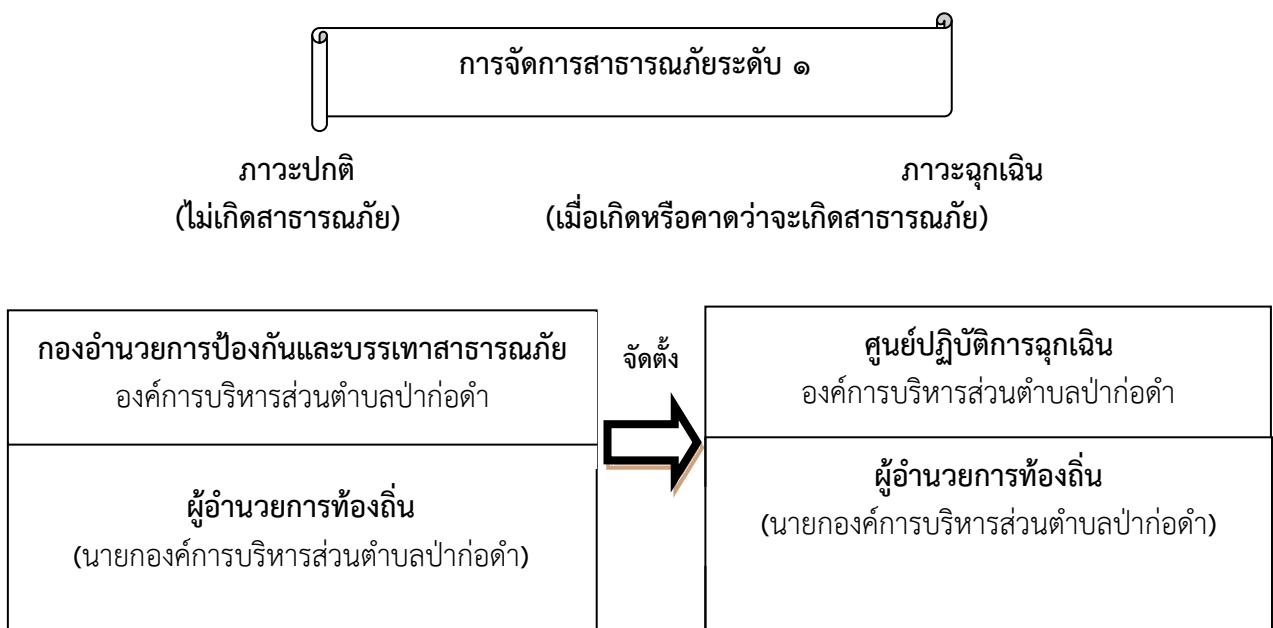 การจัดการสาธารณภัยระดับ ๑
ภาวะปกติ
(ไม่เกิดสาธารณภัย)
ภาวะฉุกเฉิน
(เมื่อเกิดหรือคาดว่าจะเกิดสาธารณภัย)
กองอำนวยการป้องกันและบรรเทาสาธารณภัย
องค์การบริหารส่วนตำบลป่าก่อดำ
ผู้อำนวยการท้องถิ่น
(นายกองค์การบริหารส่วนตำบลป่าก่อดำ)
จัดตั้ง
ศูนย์ปฏิบัติการฉุกเฉิน
องค์การบริหารส่วนตำบลป่าก่อดำ
ผู้อำนวยการท้องถิ่น
(นายกองค์การบริหารส่วนตำบลป่าก่อดำ)